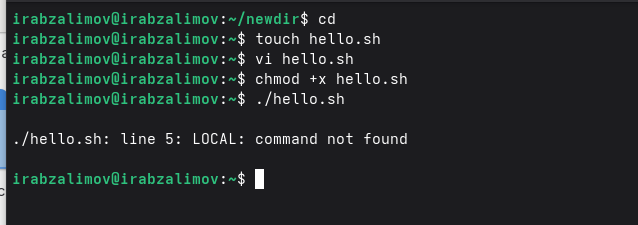 irabzalimov@irabzalimov:~/newdir$ cd
irabzalimov@irabzalimov:~$ touch hello.sh
irabzalimov@irabzalimov:~$ vi hello.sh
irabzalimov@irabzalimov:~$ chmod +x hello.sh
irabzalimov@irabzalimov:~$ ./hello.sh
./hello.sh: line 5: LOCAL: command not found
irabzalimov@irabzalimov:~$